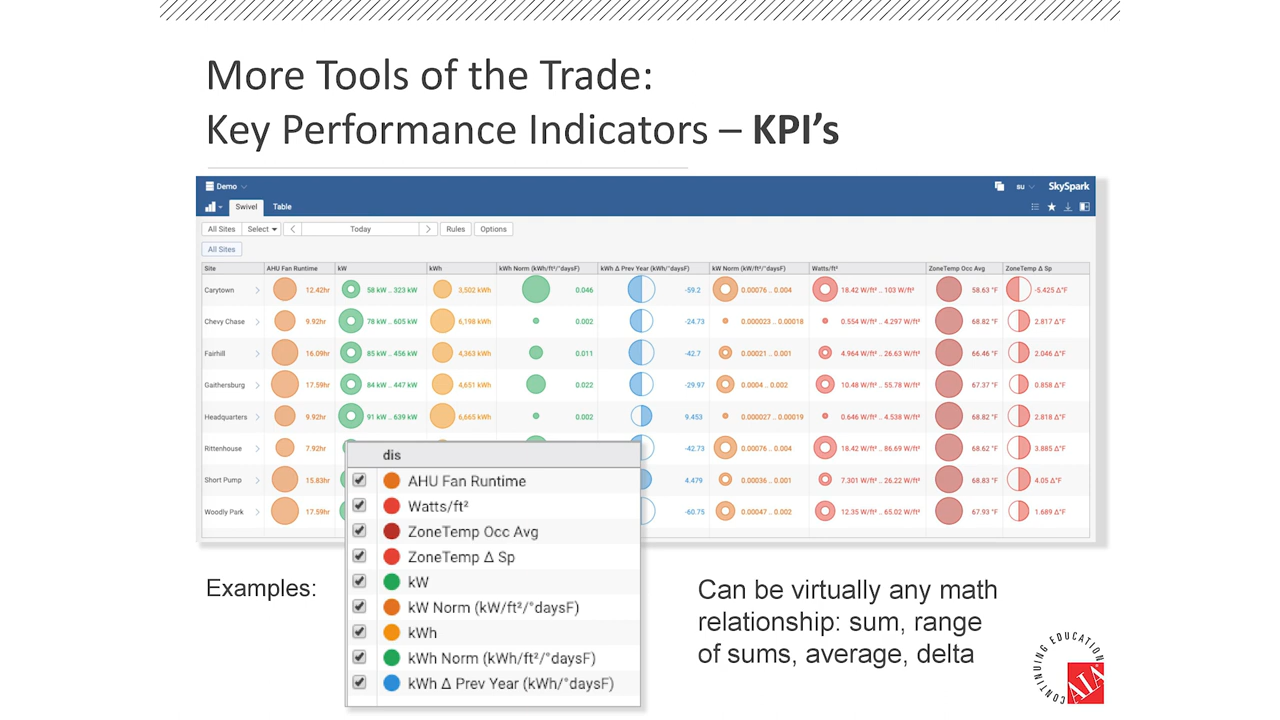 More Tools of the Trade:
Key Performance Indicators – KPI’s
Demo
su
SkySpark
Swivel Table
All Sites Select Today Rules Options
All Sites
Site AHU Fan Runtime kW kWh kWh Norm (kWh/ft²/°daysF) kWh Δ Prev Year (kWh/°daysF) kW Norm (kW/ft²/°daysF) Watts/ft² ZoneTemp Occ Avg ZoneTemp Δ Sp
Carytown 12.42hr 58 kW .. 323 kW 3,502 kWh 0.046 -59.2 0.00076 .. 0.004 18.42 W/ft² .. 103 W/ft² 58.63 °F -5.425 Δ°F
Chevy Chase 9.92hr 78 kW .. 605 kW 6,198 kWh 0.002 -24.73 0.000023 .. 0.00018 0.554 W/ft² .. 4.297 W/ft² 68.82 °F 2.817 Δ°F
Fairhill 16.09hr 85 kW .. 456 kW 4,363 kWh 0.011 -42.7 0.00021 .. 0.001 4.964 W/ft² .. 26.63 W/ft² 66.46 °F 2.046 Δ°F
Gaithersburg 17.59hr 84 kW .. 447 kW 4,651 kWh 0.022 -29.97 0.0004 .. 0.002 10.48 W/ft² .. 55.78 W/ft² 67.37 °F 0.858 Δ°F
Headquarters 9.92hr 91 kW .. 639 kW 6,665 kWh 0.002 9.453 0.000027 .. 0.00019 0.646 W/ft² .. 4.538 W/ft² 68.82 °F 2.818 Δ°F
Rittenhouse 7.92hr -42.73 0.00076 .. 0.004 18.42 W/ft² .. 86.69 W/ft² 68.62 °F 3.885 Δ°F
Short Pump 15.83hr 4.479 0.00036 .. 0.001 7.301 W/ft² .. 26.22 W/ft² 68.83 °F 4.05 Δ°F
Woodly Park 17.59hr -60.75 0.00047 .. 0.002 12.35 W/ft² .. 65.02 W/ft² 67.93 °F 1.689 Δ°F
dis
AHU Fan Runtime
Watts/ft²
ZoneTemp Occ Avg
ZoneTemp Δ Sp
kW
kW Norm (kW/ft²/°daysF)
kWh
kWh Norm (kWh/ft²/°daysF)
kWh Δ Prev Year (kWh/°daysF)
Examples:
Can be virtually any math
relationship: sum, range
of sums, average, delta
CONTINUING EDUCATION
AIA